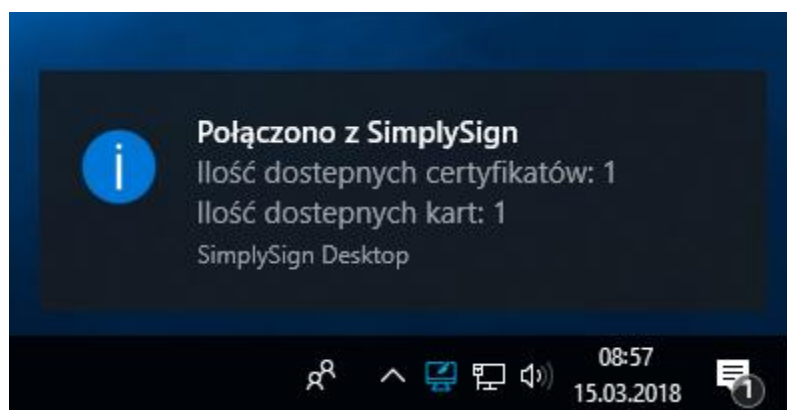 Połączono z SimplySign
Ilość dostepnych certyfikatów: 1
Ilość dostepnych kart: 1
SimplySign Desktop
08:57
15.03.2018
1